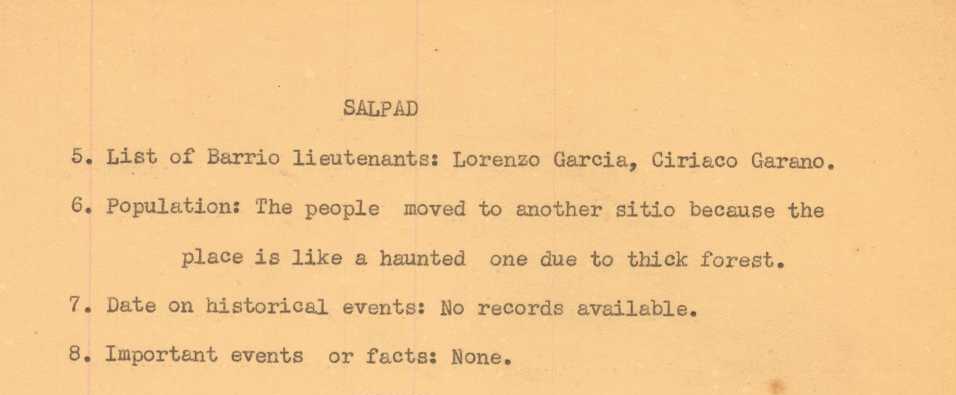 SALPAD
5. List of Barrio lieutenants: Lorenzo Garcia, Ciriaco Garano.
6. Population: The people moved to another sitio because the
place is like a haunted one due to thick forest.
7. Date on historical events: No records available.
8. Important events or facts: None.